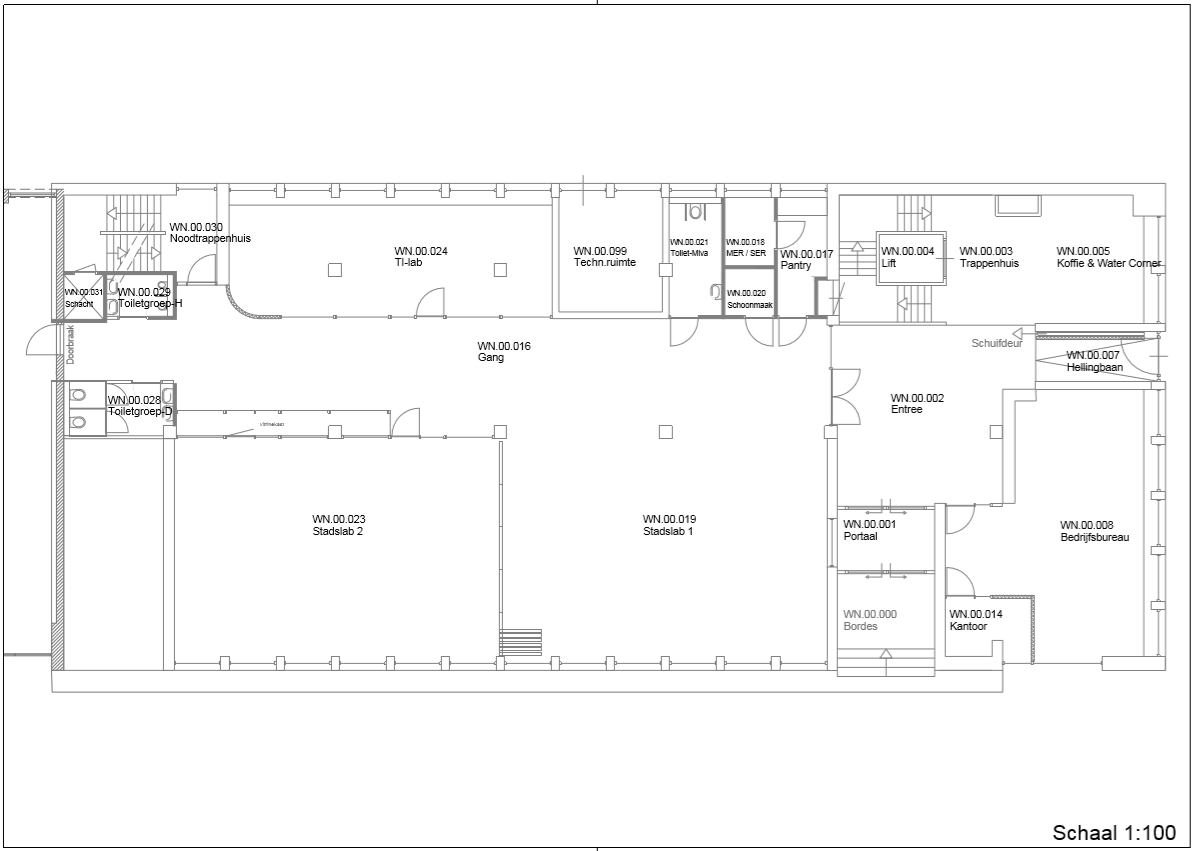 WN.00.030
Noodtrappenhuis
WN.00.024
TI-lab
WN.00.099
Techn.ruimte
WN.00.021
Toilet-Miva
WN.00.018
MER / SER
WN.00.017
Pantry
WN.00.004
Lift
WN.00.003
Trappenhuis
WN.00.005
Koffie & Water Corner
WN.00.031
Schacht
WN.00.029
Toiletgroep-H
WN.00.020
Schoonmaak
Doorbraak
WN.00.016
Gang
Schuifdeur
WN.00.007
Hellingbaan
WN.00.028
Toiletgroep-D
vitrinekast
WN.00.002
Entree
WN.00.023
Stadslab 2
WN.00.019
Stadslab 1
WN.00.001
Portaal
WN.00.008
Bedrijfsbureau
WN.00.000
Bordes
WN.00.014
Kantoor
Schaal 1:100